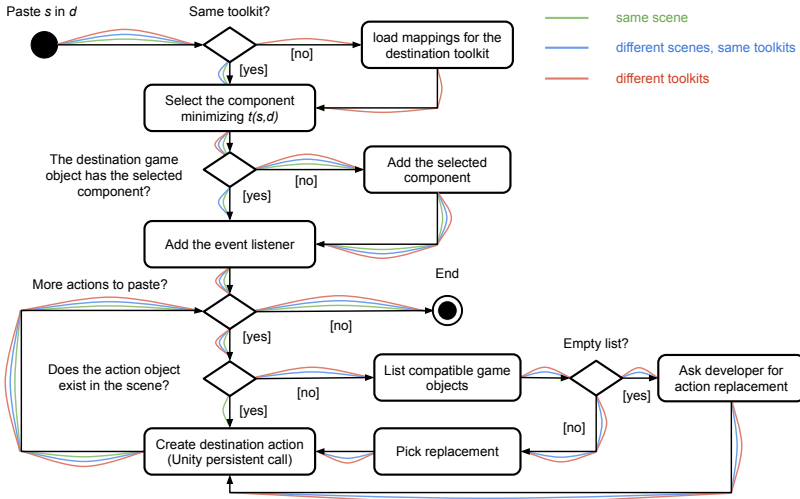 Paste s in d
Same toolkit?
same scene
[no]
load mappings for the
destination toolkit
different scenes, same toolkits
[yes]
different toolkits
Select the component
minimizing t(s,d)
The destination game
object has the selected
component?
[no]
Add the selected
component
[yes]
Add the event listener
More actions to paste?
End
[no]
[yes]
Empty list?
Does the action object
exist in the scene?
[no]
List compatible game
objects
[yes]
Ask developer for
action replacement
[yes]
[no]
Create destination action
(Unity persistent call)
Pick replacement